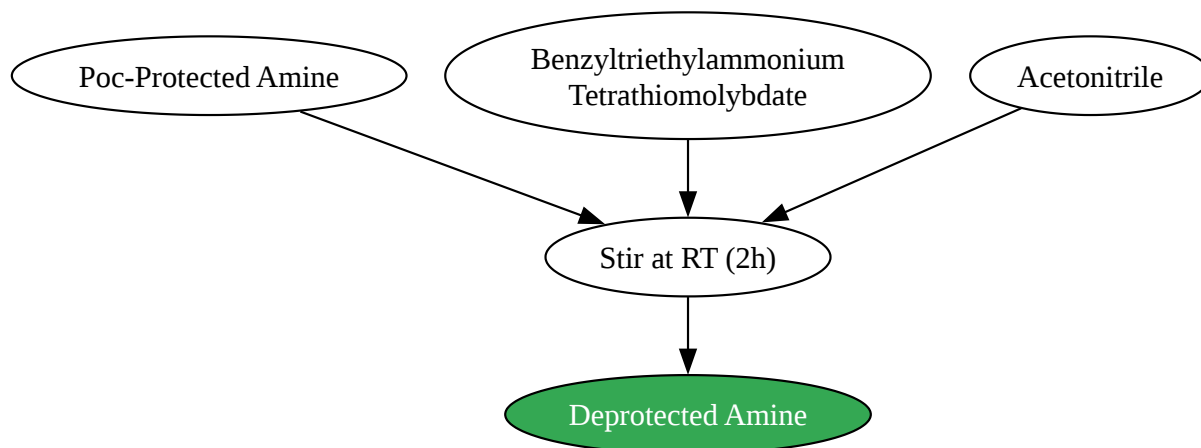 Poc-Protected Amine
Benzyltriethylammonium
Tetrathiomolybdate
Acetonitrile
Stir at RT (2h)
Deprotected Amine